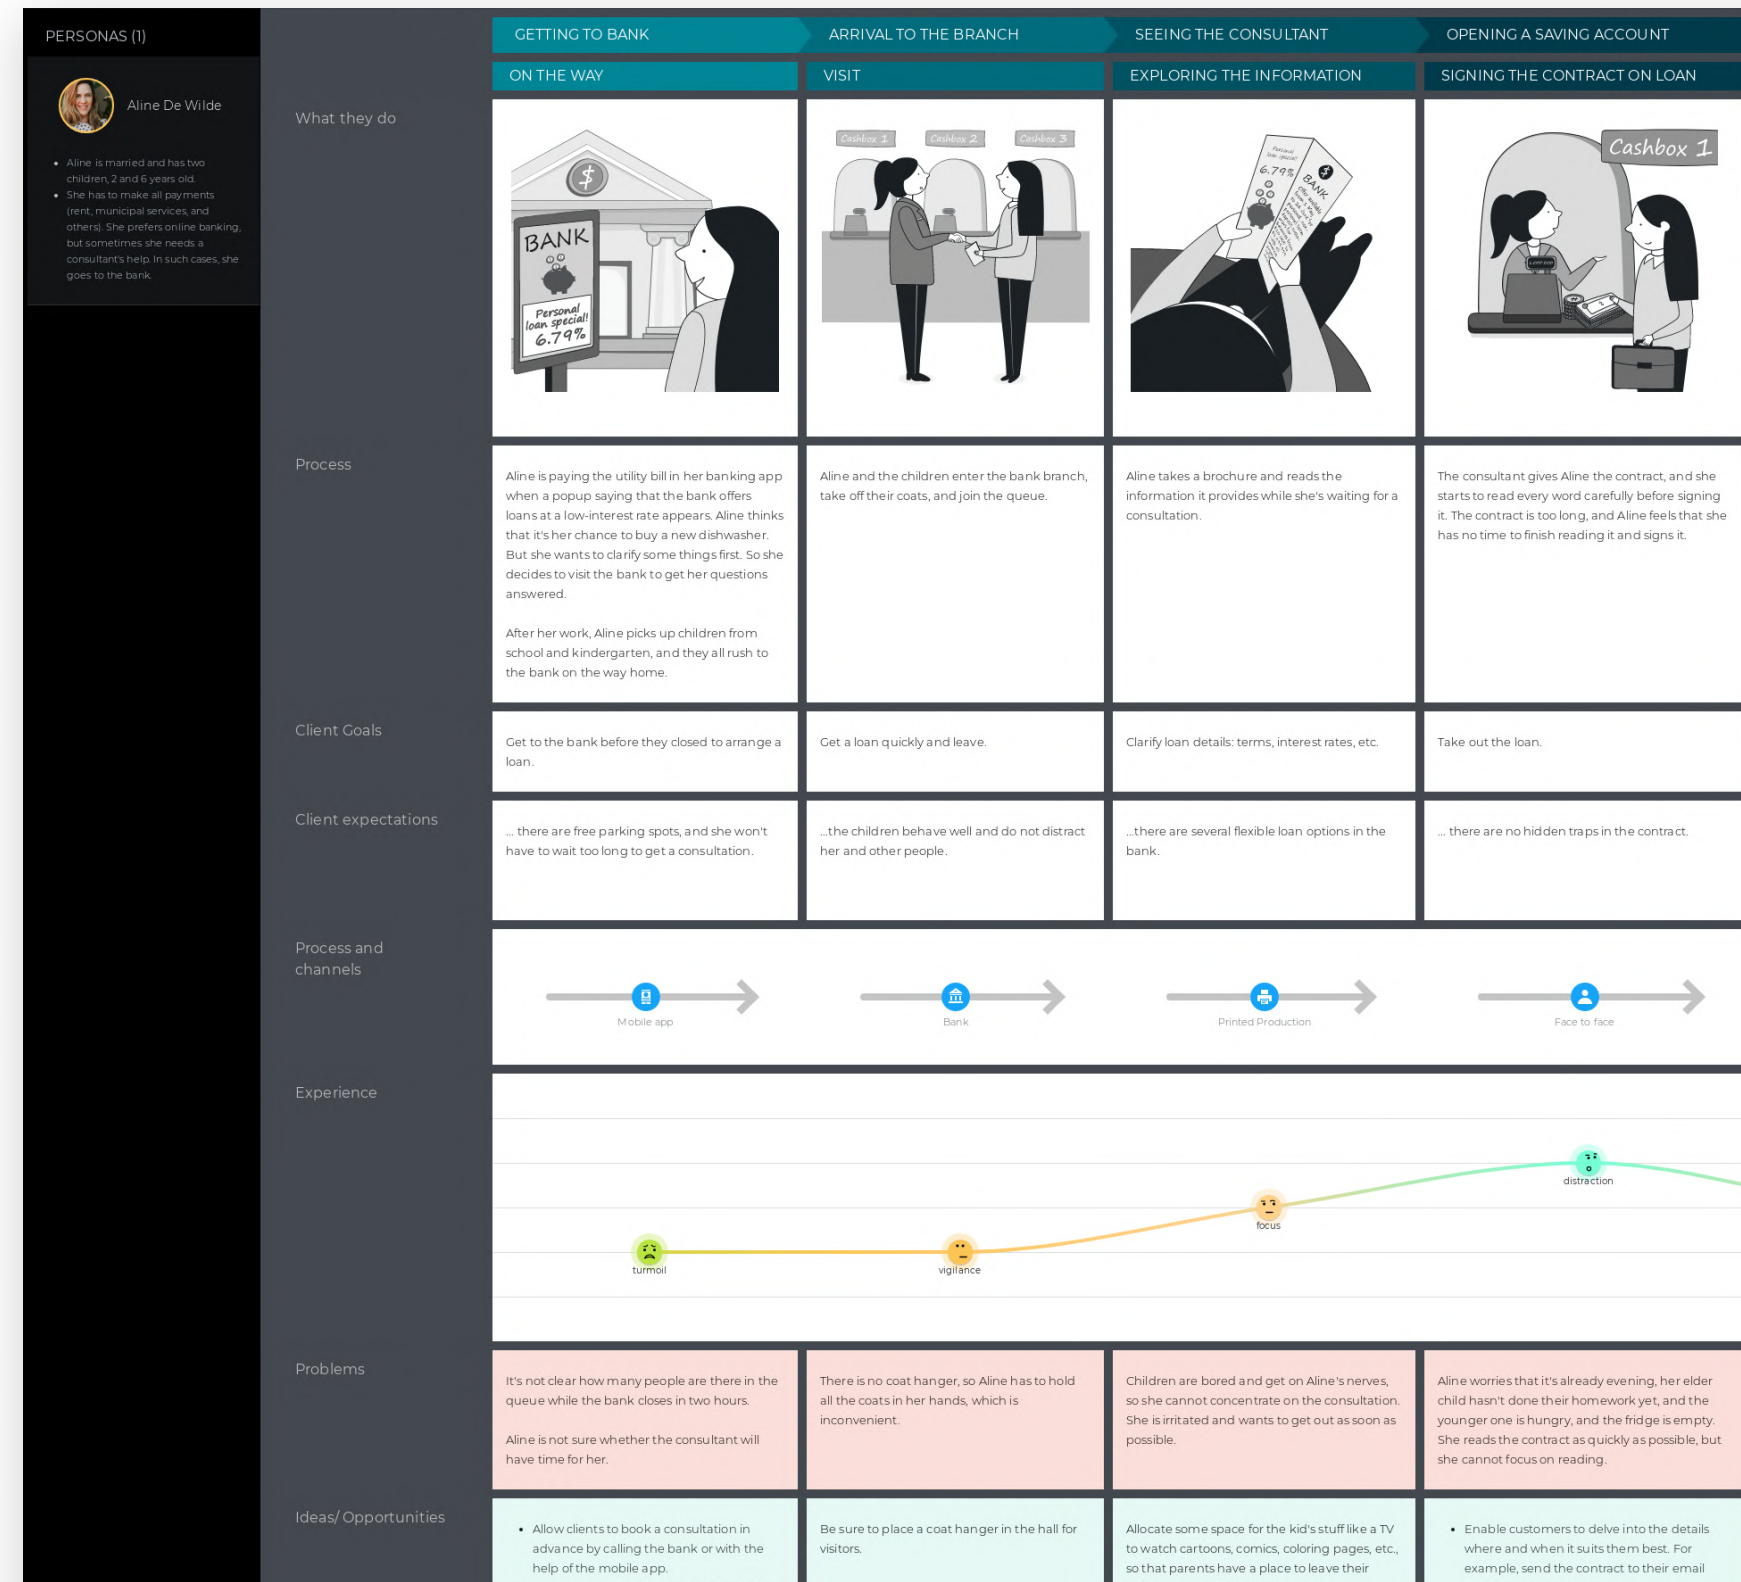 PERSONAS (1)
Aline De Wilde
• Aline is married and has two
children, 2 and 6 years old.
• She has to make all payments
(rent, municipal services, and
others). She prefers online banking,
but sometimes she needs a
consultant's help. In such cases, she
goes to the bank.
GETTING TO BANK
ARRIVAL TO THE BRANCH
SEEING THE CONSULTANT
OPENING A SAVING ACCOUNT
ON THE WAY
VISIT
EXPLORING THE INFORMATION
SIGNING THE CONTRACT ON LOAN
What they do
$
BANK
Personal
loan special!
6.79%
Cashbox 1
Cashbox 2
Cashbox 3
Personal
loan special!
6.79%
$
BANK
Cashbox 1
Process
Aline is paying the utility bill in her banking app
when a popup saying that the bank offers
loans at a low-interest rate appears. Aline thinks
that it's her chance to buy a new dishwasher.
But she wants to clarify some things first. So she
decides to visit the bank to get her questions
answered.
After her work, Aline picks up children from
school and kindergarten, and they all rush to
the bank on the way home.
Aline and the children enter the bank branch,
take off their coats, and join the queue.
Aline takes a brochure and reads the
information it provides while she's waiting for a
consultation.
The consultant gives Aline the contract, and she
starts to read every word carefully before signing
it. The contract is too long, and Aline feels that she
has no time to finish reading it and signs it.
Client Goals
Get to the bank before they closed to arrange a
loan.
Get a loan quickly and leave.
Clarify loan details: terms, interest rates, etc.
Take out the loan.
Client expectations
... there are free parking spots, and she won't
have to wait too long to get a consultation.
...the children behave well and do not distract
her and other people.
...there are several flexible loan options in the
bank.
... there are no hidden traps in the contract.
Process and
channels
Mobile app
Bank
Printed Production
Face to face
Experience
turmoil
vigilance
focus
distraction
Problems
It's not clear how many people are there in the
queue while the bank closes in two hours.
Aline is not sure whether the consultant will
have time for her.
There is no coat hanger, so Aline has to hold
all the coats in her hands, which is
inconvenient.
Children are bored and get on Aline's nerves,
so she cannot concentrate on the consultation.
She is irritated and wants to get out as soon as
possible.
Aline worries that it's already evening, her elder
child hasn't done their homework yet, and the
younger one is hungry, and the fridge is empty.
She reads the contract as quickly as possible, but
she cannot focus on reading.
Ideas/ Opportunities
• Allow clients to book a consultation in
advance by calling the bank or with the
help of the mobile app.
Be sure to place a coat hanger in the hall for
visitors.
Allocate some space for the kid's stuff like a TV
to watch cartoons, comics, coloring pages, etc.,
so that parents have a place to leave their
• Enable customers to delve into the details
where and when it suits them best. For
example, send the contract to their email